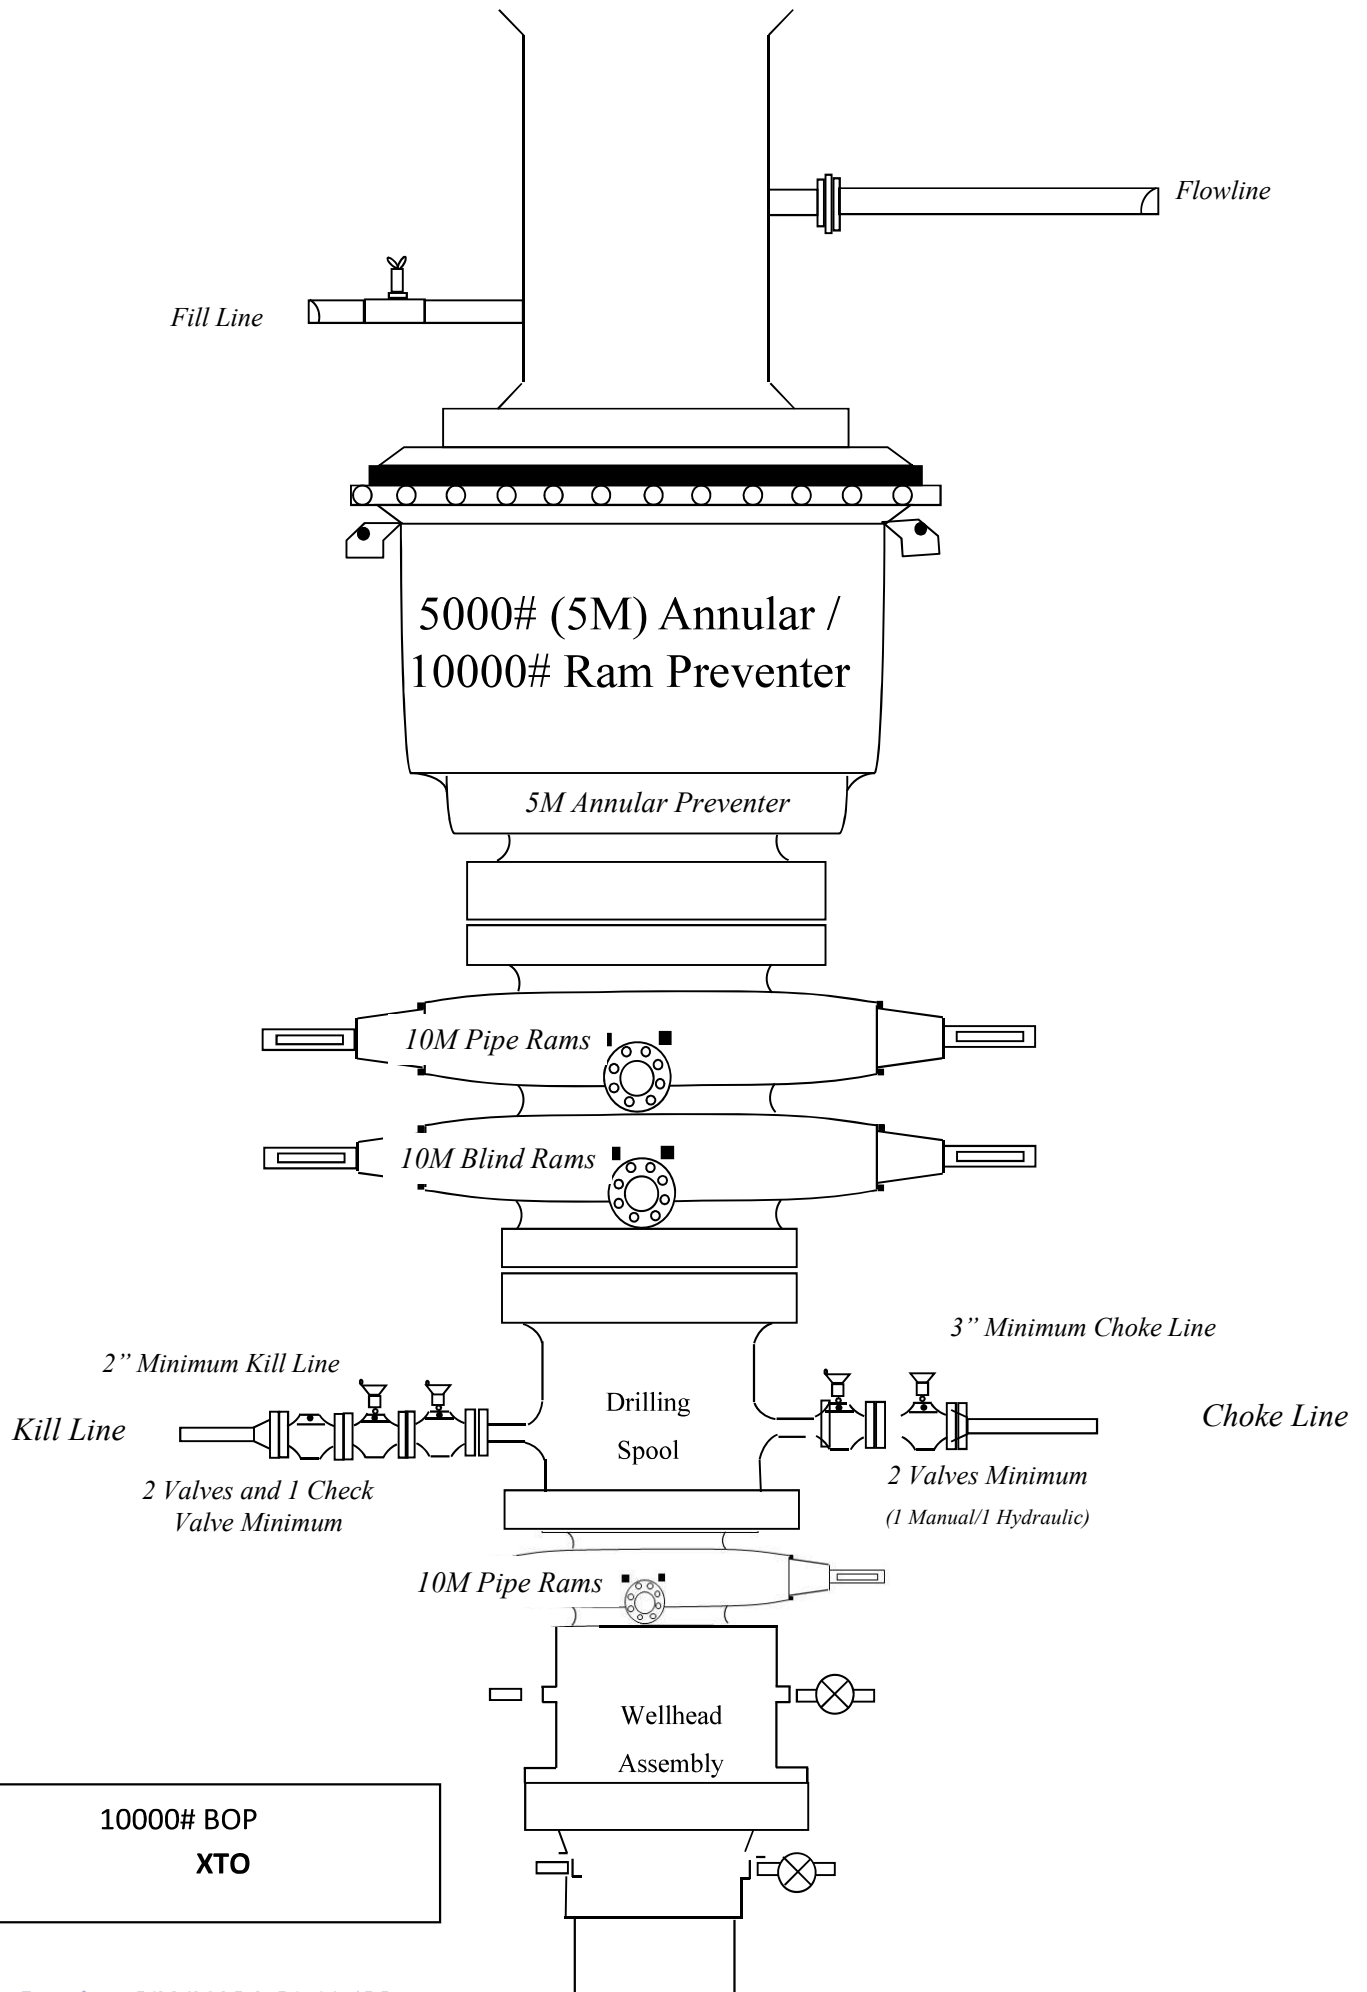 Flowline
Fill Line
5000# (5M) Annular /
10000# Ram Preventer
5M Annular Preventer
10M Pipe Rams
10M Blind Rams
3” Minimum Choke Line
2” Minimum Kill Line
Drilling
Spool
Kill Line
Choke Line
2 Valves and 1 Check
Valve Minimum
2 Valves Minimum
(1 Manual/1 Hydraulic)
10M Pipe Rams
Wellhead
Assembly
10000# BOP
XTO